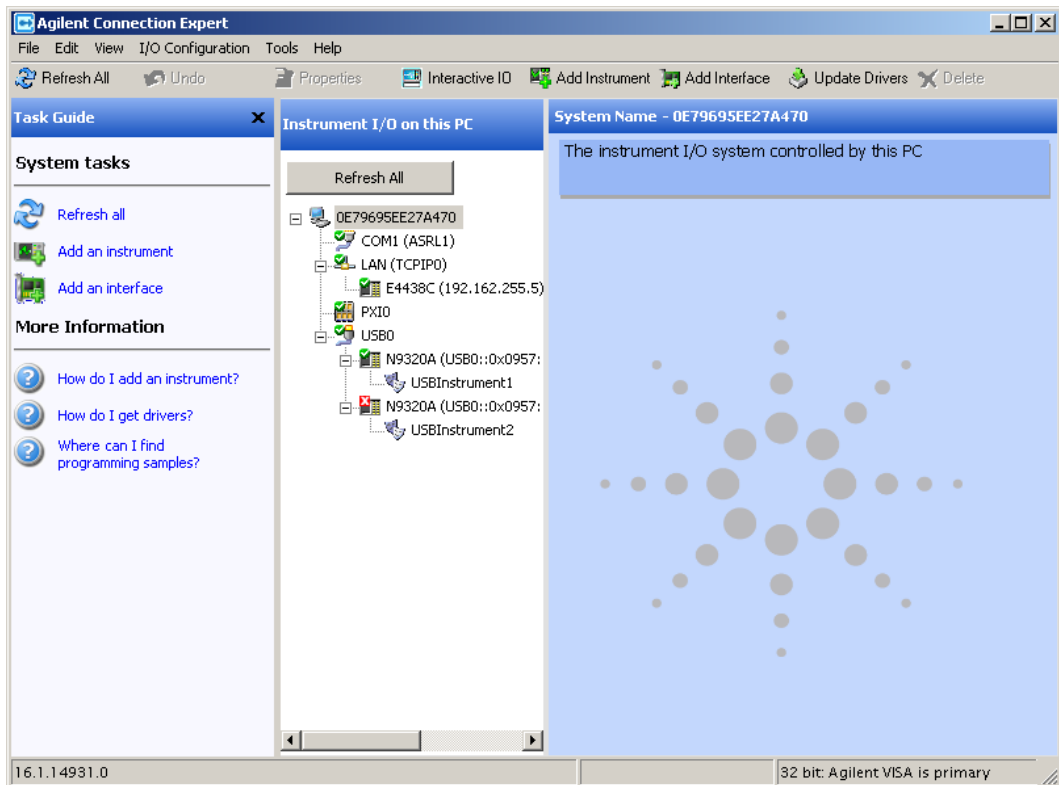 Agilent Connection Expert
File Edit View I/O Configuration Tools Help
Refresh All Undo Properties Interactive IO Add Instrument Add Interface Update Drivers Delete
Task Guide
System tasks
Refresh all
Add an instrument
Add an interface
More Information
How do I add an instrument?
How do I get drivers?
Where can I find
programming samples?
Instrument I/O on this PC
Refresh All
0E79695EE27A470
COM1 (ASRL1)
LAN (TCPIP0)
E4438C (192.162.255.5)
PXI0
USB0
N9320A (USB0::0x0957:
USBInstrument1
N9320A (USB0::0x0957:
USBInstrument2
System Name - 0E79695EE27A470
The instrument I/O system controlled by this PC
16.1.14931.0
32 bit: Agilent VISA is primary